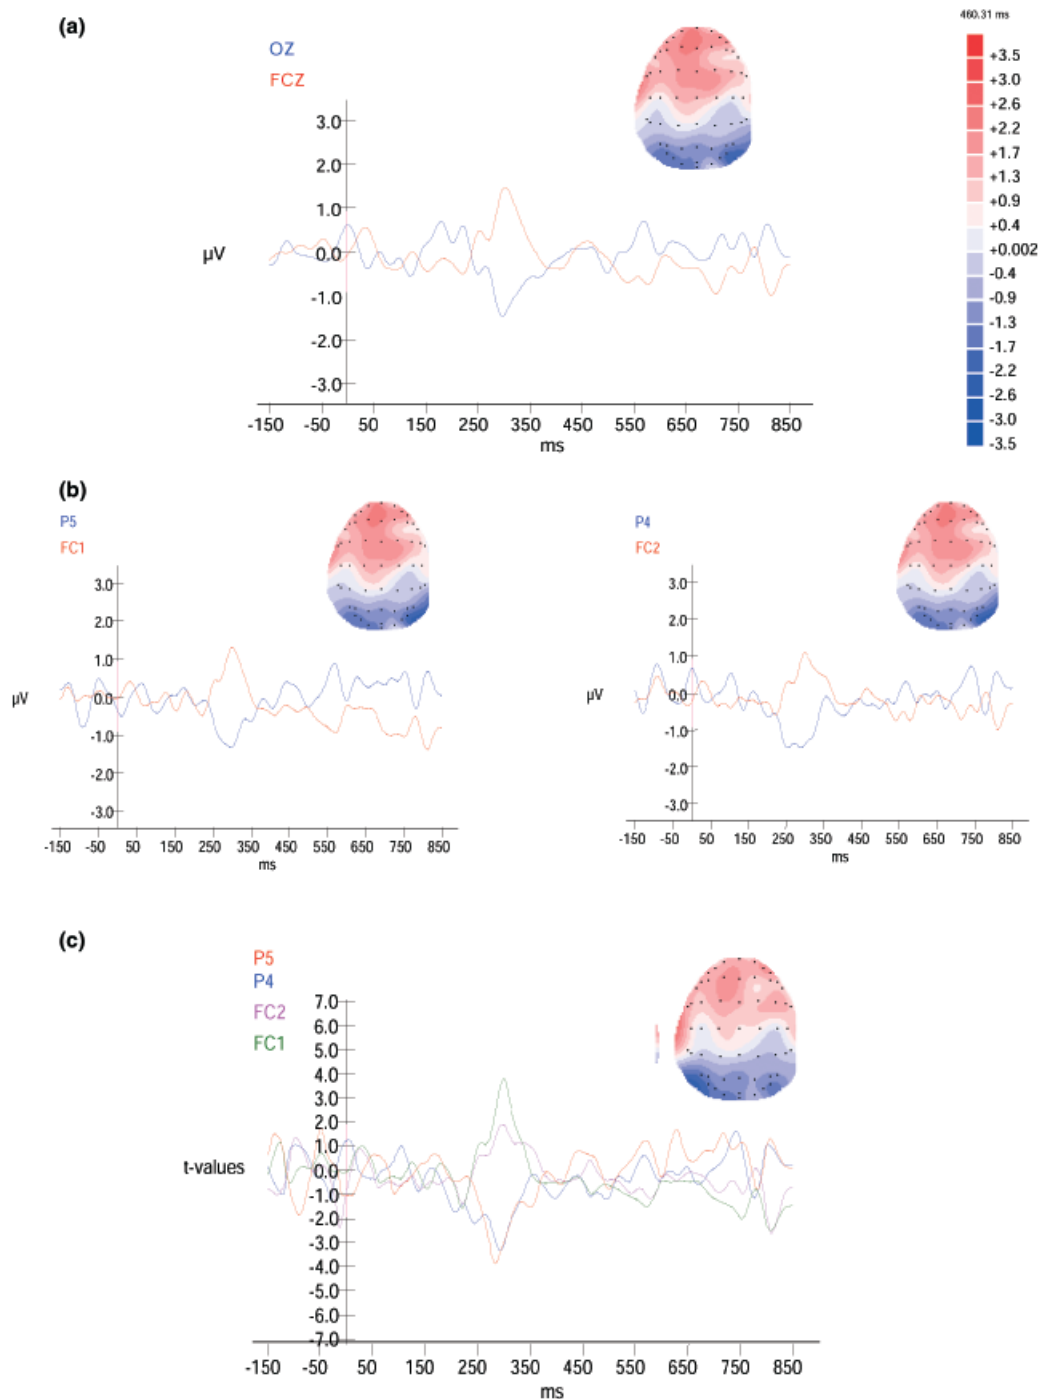 (a)
OZ
FCZ
460.31 ms
+3.5
+3.0
+2.6
+2.2
+1.7
+1.3
+0.9
+0.4
+0.002
-0.4
-0.9
-1.3
-1.7
-2.2
-2.6
-3.0
-3.5
3.0
2.0
1.0
0.0
-1.0
-2.0
-3.0
μV
-150 -50 50 150 250 350 450 550 650 750 850
ms
(b)
P5
FC1
3.0
2.0
1.0
0.0
-1.0
-2.0
-3.0
μV
-150 -50 50 150 250 350 450 550 650 750 850
ms
P4
FC2
3.0
2.0
1.0
0.0
-1.0
-2.0
-3.0
μV
-150 -50 50 150 250 350 450 550 650 750 850
ms
(c)
P5
P4
FC2
FC1
7.0
6.0
5.0
4.0
3.0
2.0
1.0
0.0
-1.0
-2.0
-3.0
-4.0
-5.0
-6.0
-7.0
t-values
-150 -50 50 150 250 350 450 550 650 750 850
ms